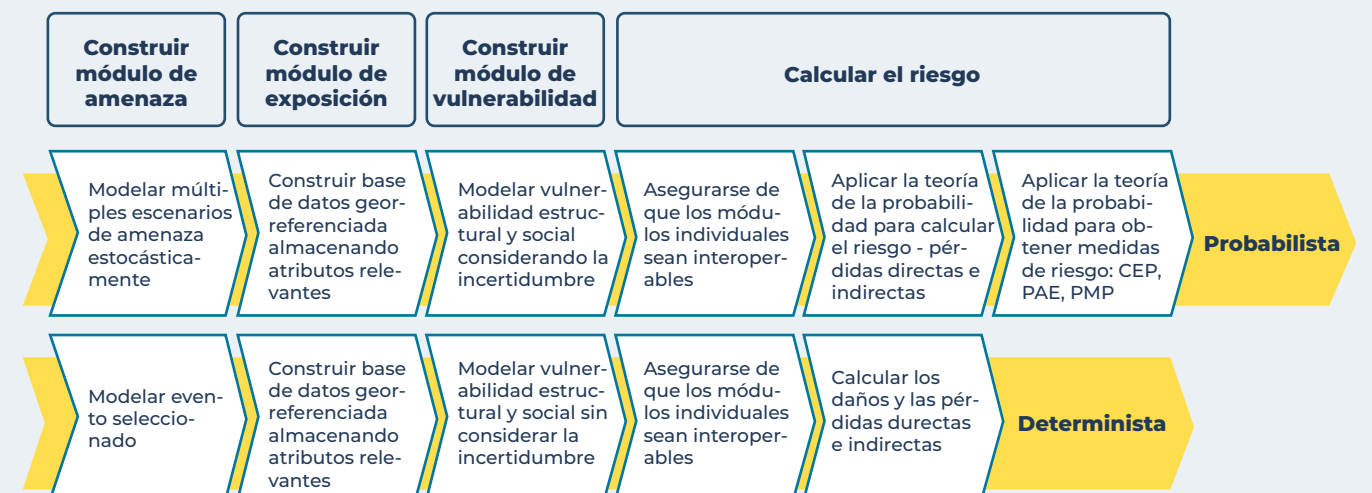 Construir
módulo de
amenaza
Construir
módulo de
exposición
Construir
módulo de
vulnerabilidad
Calcular el riesgo
Modelar múlti-
ples escenarios
de amenaza
estocástica-
mente
Construir base
de datos geor-
referenciada
almacenando
atributos rele-
vantes
Modelar vulner-
abilidad estruc-
tural y social
considerando la
incertidumbre
Asegurarse de
que los módu-
los individuales
sean interoper-
ables
Aplicar la teoría
de la probabili-
dad para calcular
el riesgo - pér-
didas directas e
indirectas
Aplicar la teoría
de la probabi-
lidad para ob-
tener medidas
de riesgo: CEP,
PAE, PMP
Probabilista
Modelar even-
to seleccio-
nado
Construir base
de datos geor-
referenciada
almacenando
atributos rele-
vantes
Modelar vulner-
abilidad estruc-
tural y social sin
considerar la
incertidumbre
Asegurarse de
que los módu-
los individuales
sean interoper-
ables
Calcular los
daños y las pér-
didas durectas
e indirectas
Determinista